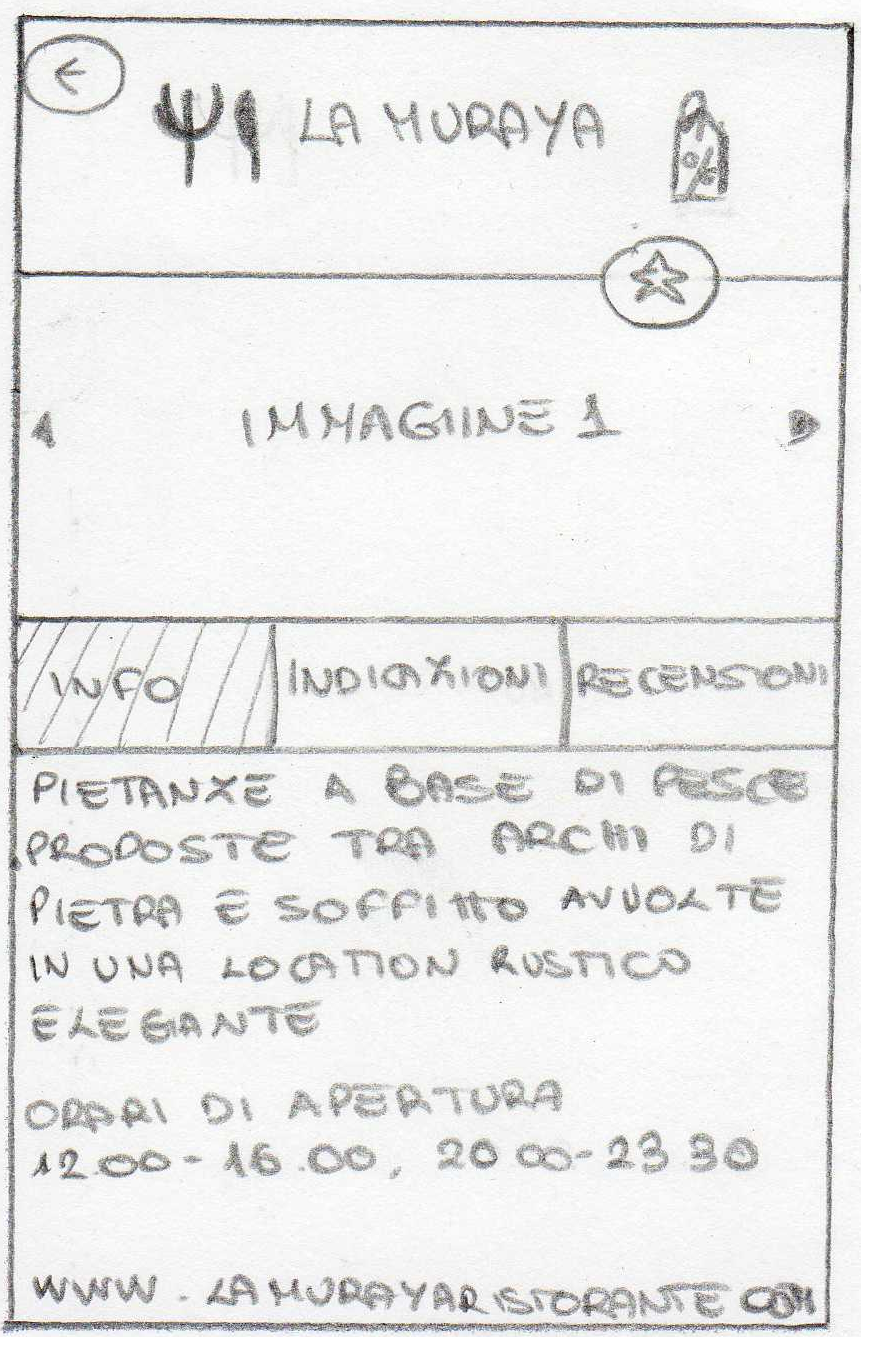 LA MURAYA
%
IMMAGIINE 1
INFO
INDICAZIONI
RECENSIONI
PIETANZE A BASE DI PESCE
PROPOSTE TRA ARCHI DI
PIETRA E SOFFITTO AVVOLTE
IN UNA LOCATION RUSTICO
ELEGANTE
ORARI DI APERTURA
12.00-16.00, 20 00-23 30
WWW.LAMURAYARISTORANTE COM